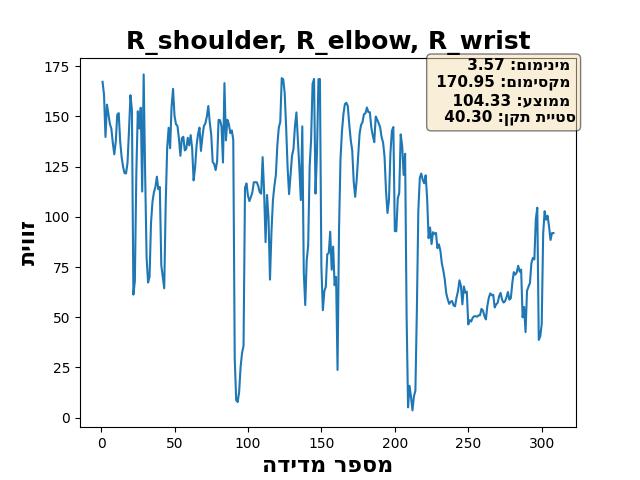 R_shoulder, R_elbow, R_wrist
מינימום: 3.57
מקסימום: 170.95
ממוצע: 104.33
סטיית תקן: 40.30
175
150
125
100
75
50
25
0
זווית
0 50 100 150 200 250 300
מספר מדידה